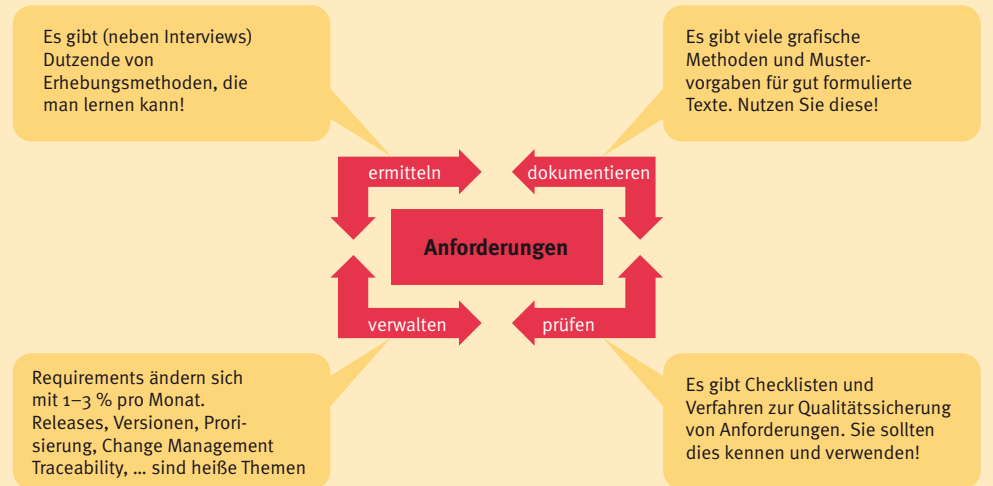 Es gibt (neben Interviews)
Dutzende von
Erhebungsmethoden, die
man lernen kann!
Es gibt viele grafische
Methoden und Muster-
vorgaben für gut formulierte
Texte. Nutzen Sie diese!
ermitteln
dokumentieren
Anforderungen
verwalten
prüfen
Requirements ändern sich
mit 1–3 % pro Monat.
Releases, Versionen, Prori-
sierung, Change Management
Traceability, ... sind heiße Themen
Es gibt Checklisten und
Verfahren zur Qualitätssicherung
von Anforderungen. Sie sollten
dies kennen und verwenden!